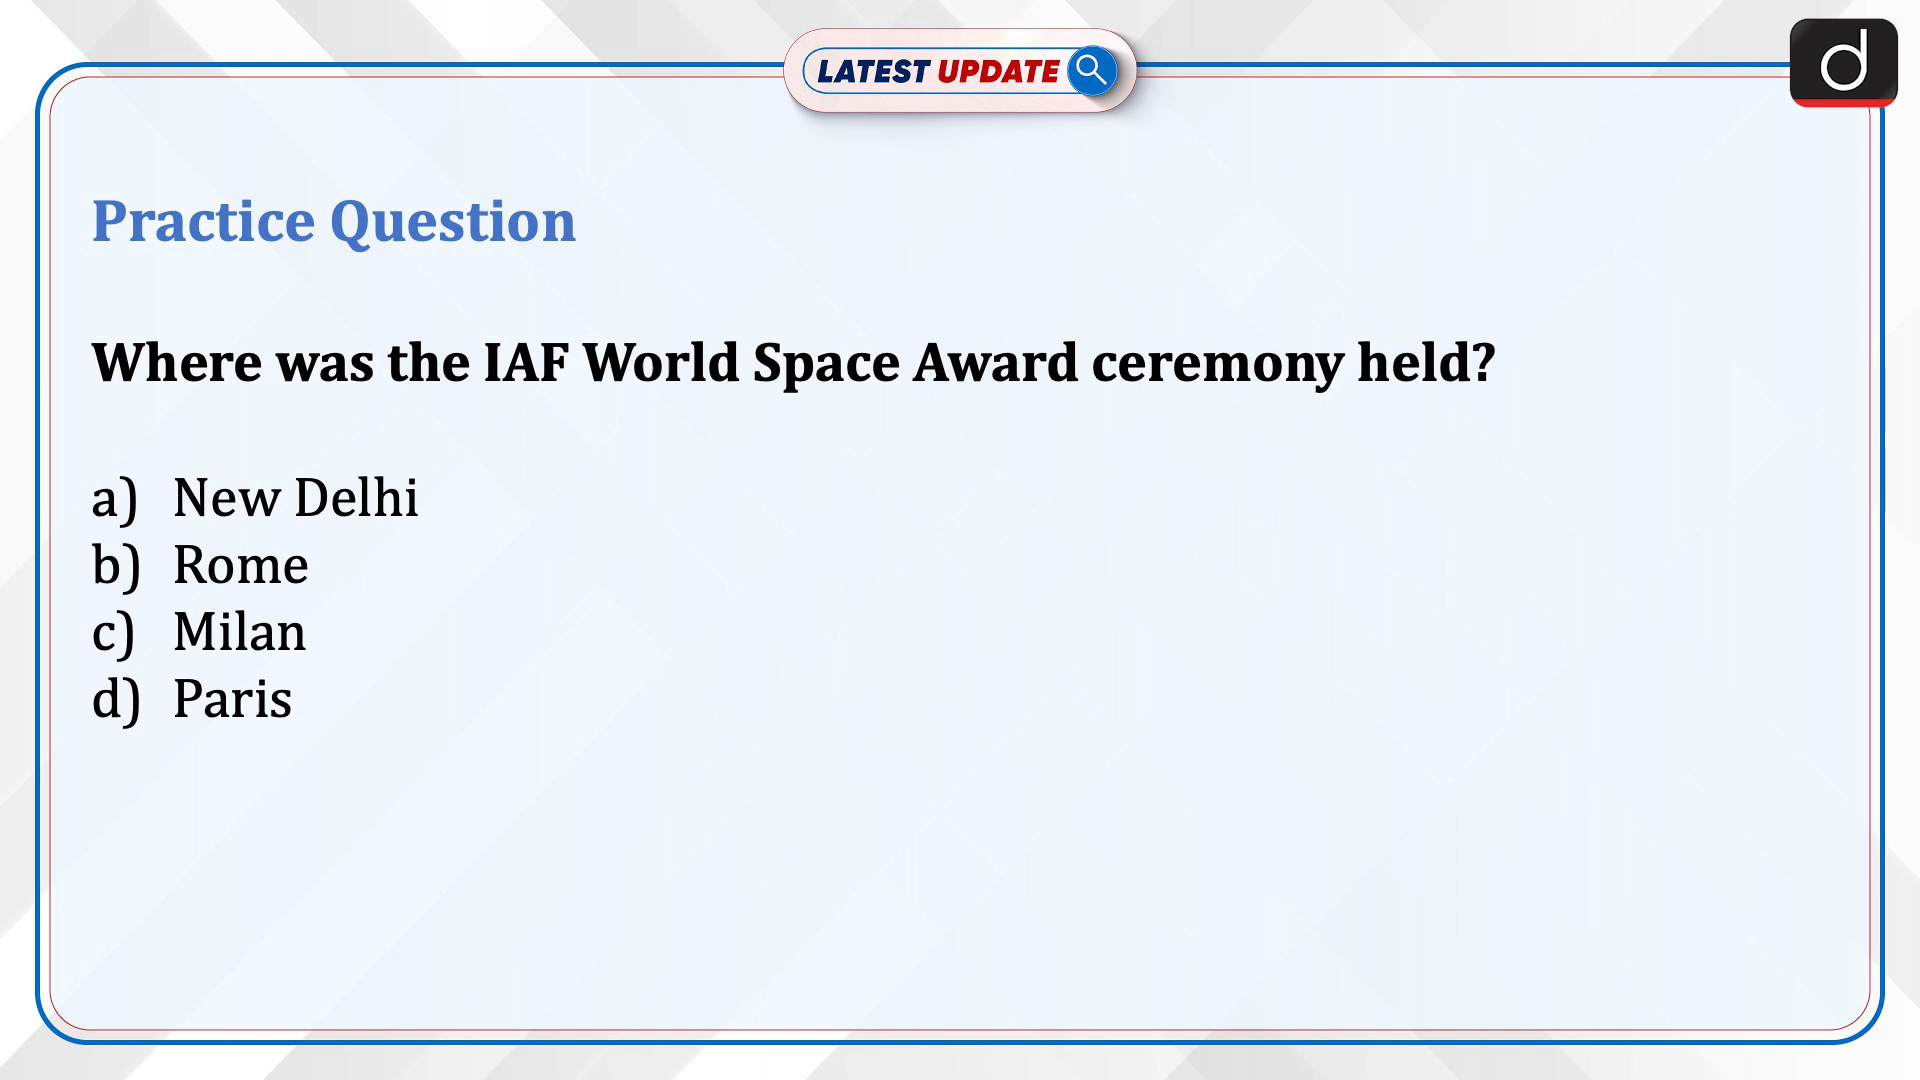 LATEST UPDATE
d
Practice Question
Where was the IAF World Space Award ceremony held?
a) New Delhi
b) Rome
c) Milan
d) Paris